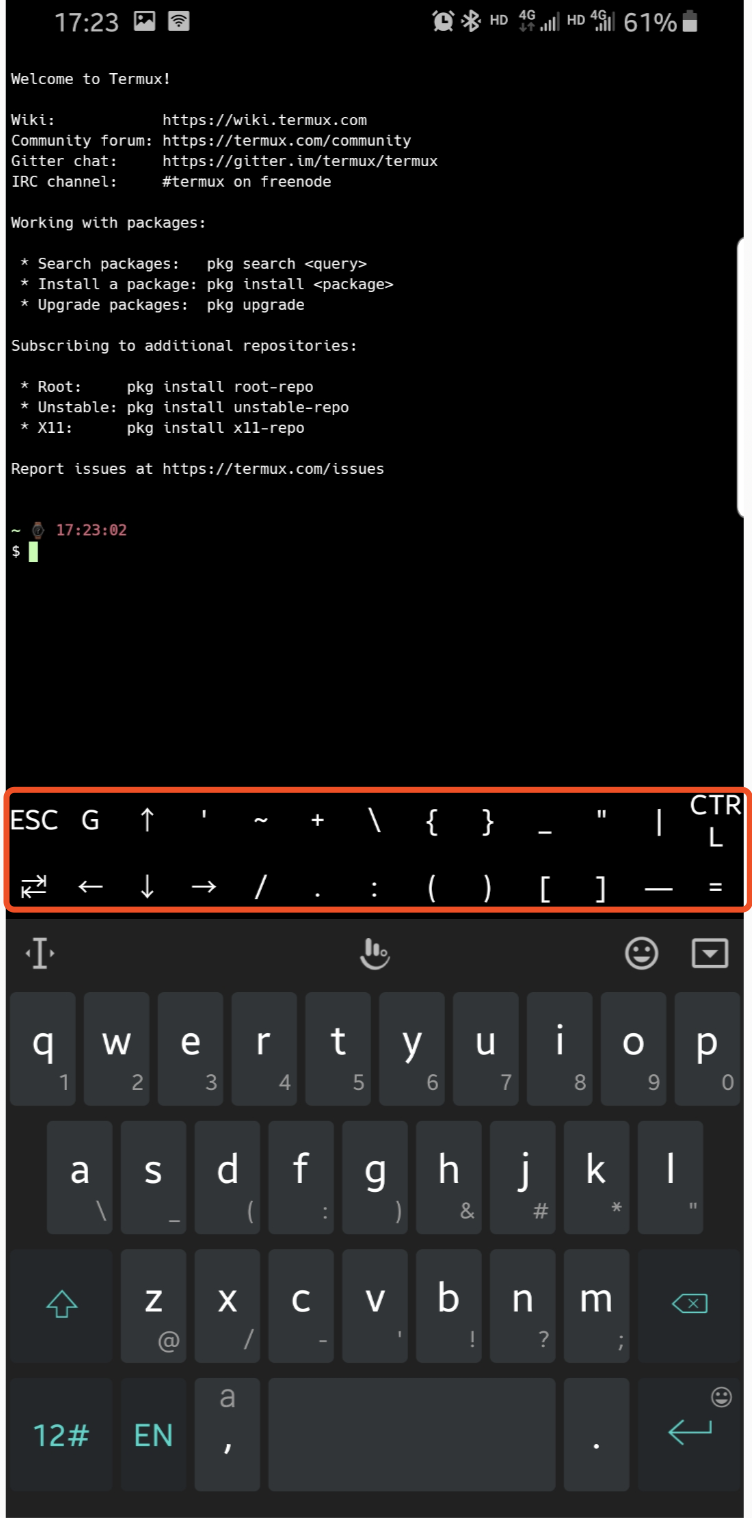 17:23 HD 4G HD 4G 61%
Welcome to Termux!
Wiki: https://wiki.termux.com
Community forum: https://termux.com/community
Gitter chat: https://gitter.im/termux/termux
IRC channel: #termux on freenode
Working with packages:
* Search packages: pkg search <query>
* Install a package: pkg install <package>
* Upgrade packages: pkg upgrade
Subscribing to additional repositories:
* Root: pkg install root-repo
* Unstable: pkg install unstable-repo
* X11: pkg install x11-repo
Report issues at https://termux.com/issues
~ 17:23:02
$
ESC G ↑ ' ~ + \ { } _ " | CTRL
⇄ ← ↓ → / . : ( ) [ ] — =
q w e r t y u i o p
1 2 3 4 5 6 7 8 9 0
a s d f g h j k l
\ _ ( : ) & # * "
z x c v b n m
@ / - ' ! ? ;
12# EN a , .